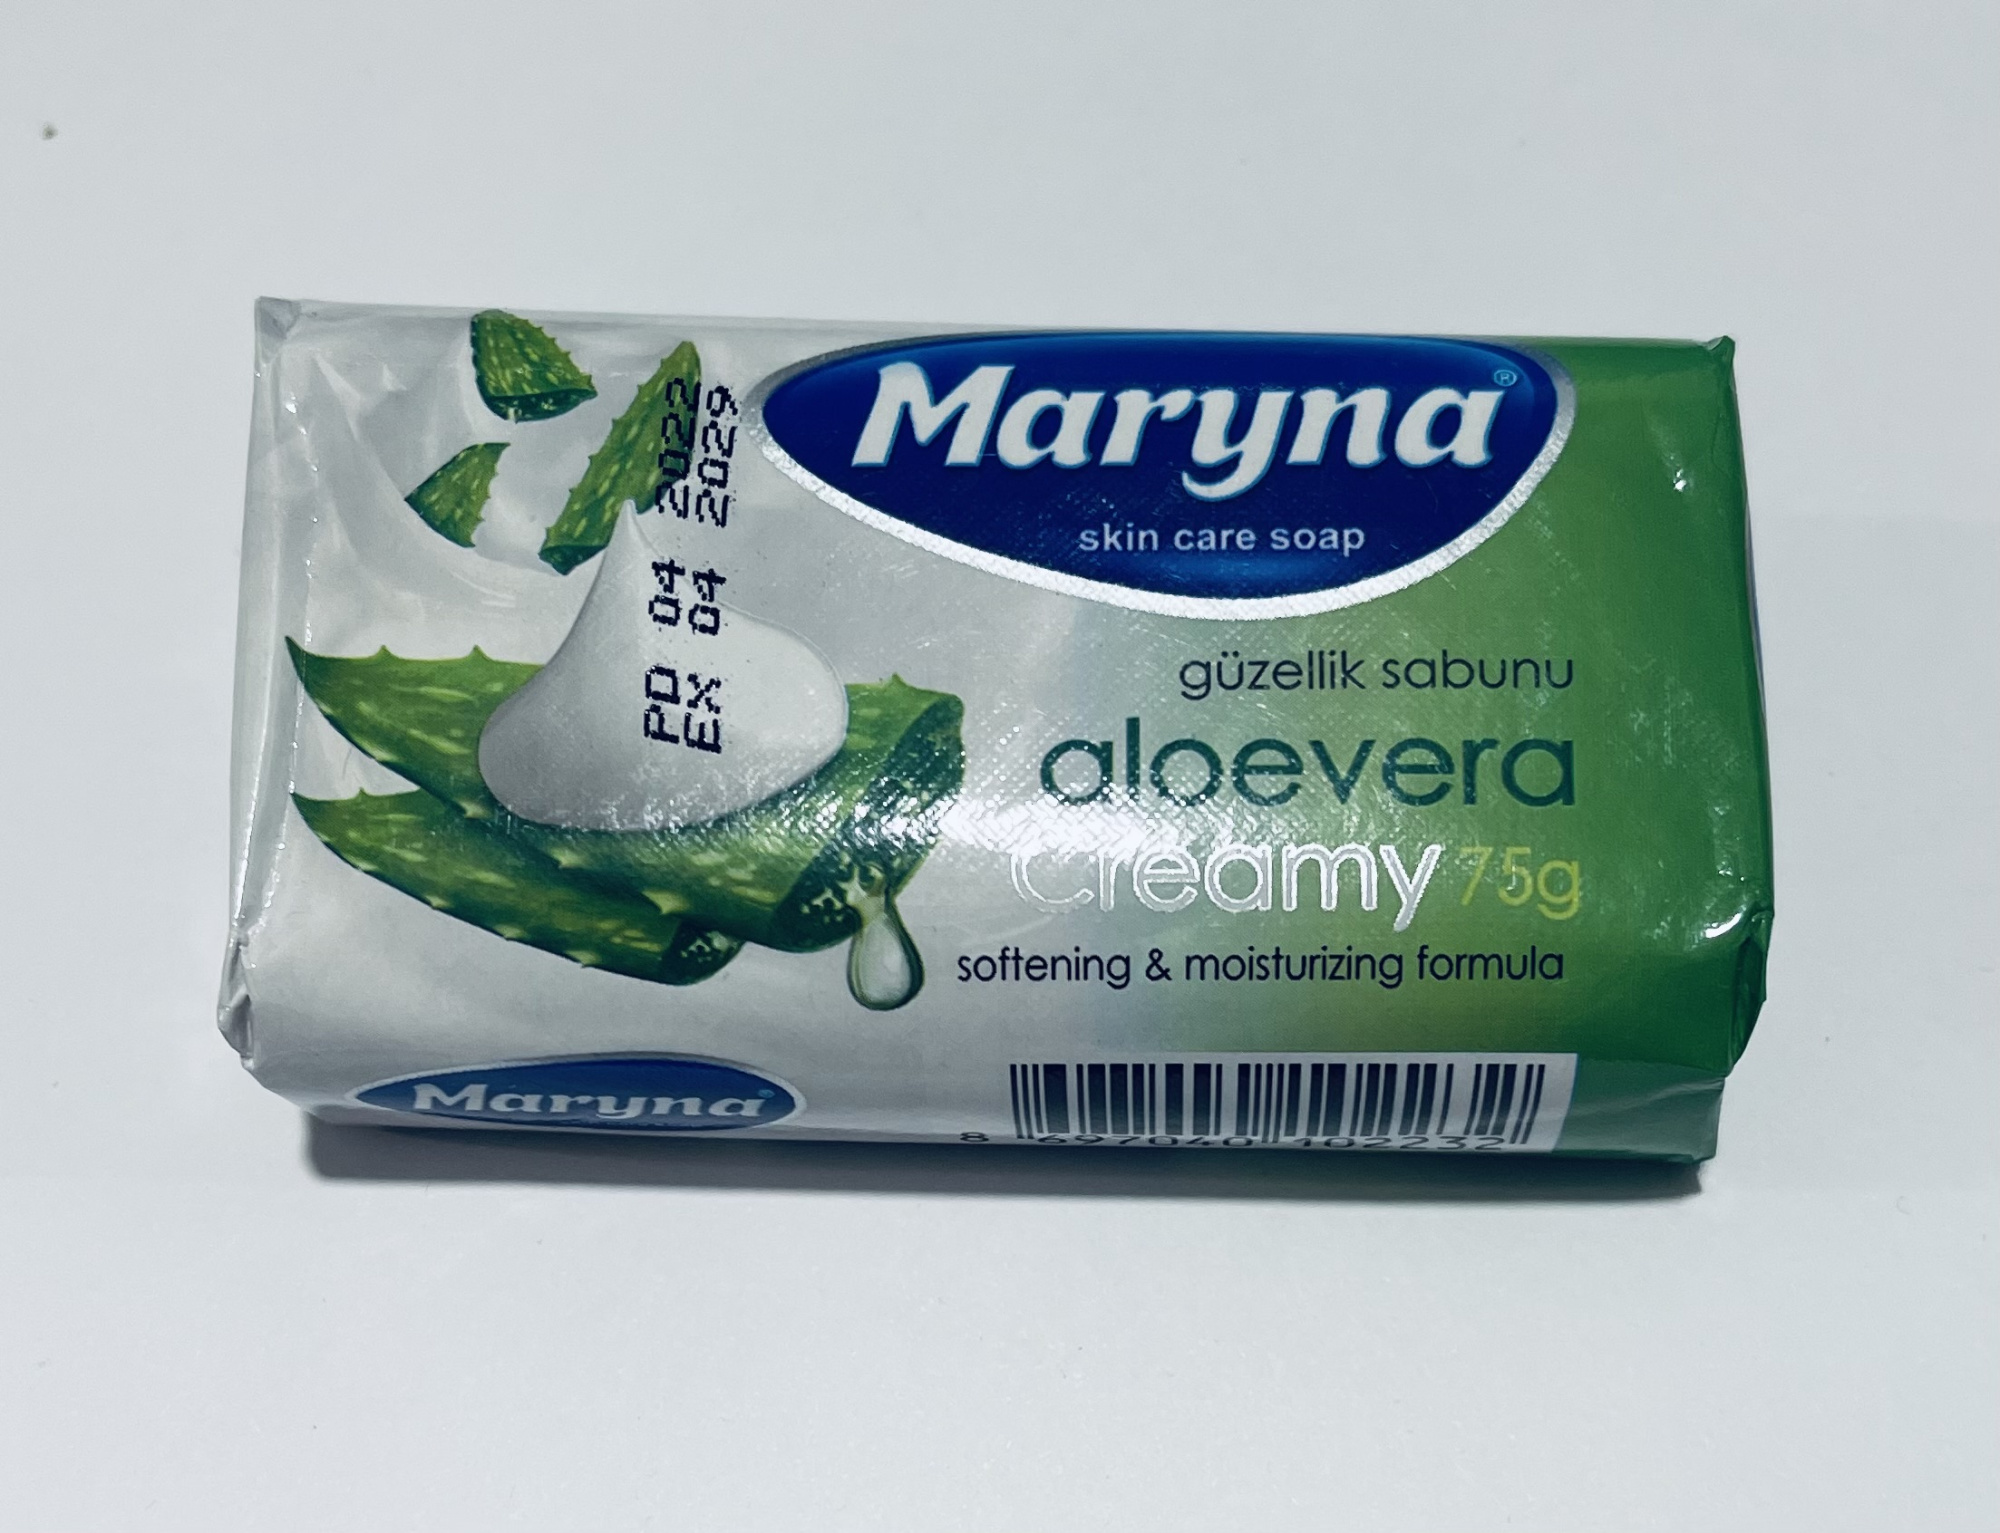 Maryna®
skin care soap
güzellik sabunu
aloevera
Creamy 75g
softening & moisturizing formula
PD 04 2022
EX 04 2029
Maryna
8 697040 102232